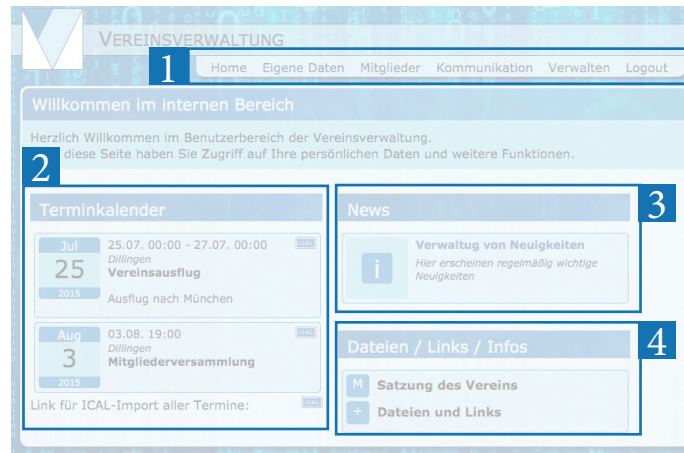 VEREINSVERWALTUNG
1
Home Eigene Daten Mitglieder Kommunikation Verwalten Logout
Willkommen im internen Bereich
Herzlich Willkommen im Benutzerbereich der Vereinsverwaltung.
diese Seite haben Sie Zugriff auf Ihre persönlichen Daten und weitere Funktionen.
2
Terminkalender
Jul
25
2015
25.07. 00:00 - 27.07. 00:00
ICAL
Dillingen
Vereinsausflug
Ausflug nach München
Aug
3
2015
03.08. 19:00
ICAL
Dillingen
Mitgliederversammlung
Link für ICAL-Import aller Termine:
ICAL
3
News
i
Verwaltug von Neuigkeiten
Hier erscheinen regelmäßig wichtige
Neuigkeiten
4
Dateien / Links / Infos
M Satzung des Vereins
+ Dateien und Links